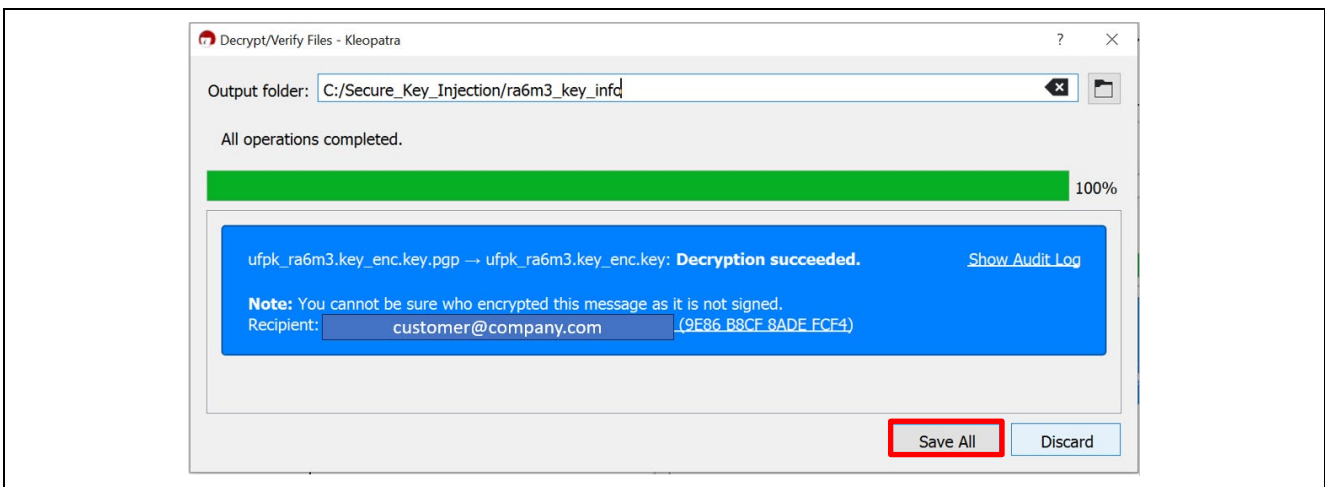 Decrypt/Verify Files - Kleopatra
Output folder: C:/Secure_Key_Injection/ra6m3_key_info
All operations completed.
100%
ufpk_ra6m3.key_enc.key.pgp → ufpk_ra6m3.key_enc.key: Decryption succeeded. Show Audit Log
Note: You cannot be sure who encrypted this message as it is not signed.
Recipient: customer@company.com (9E86 B8CF 8ADE FCF4)
Save All Discard